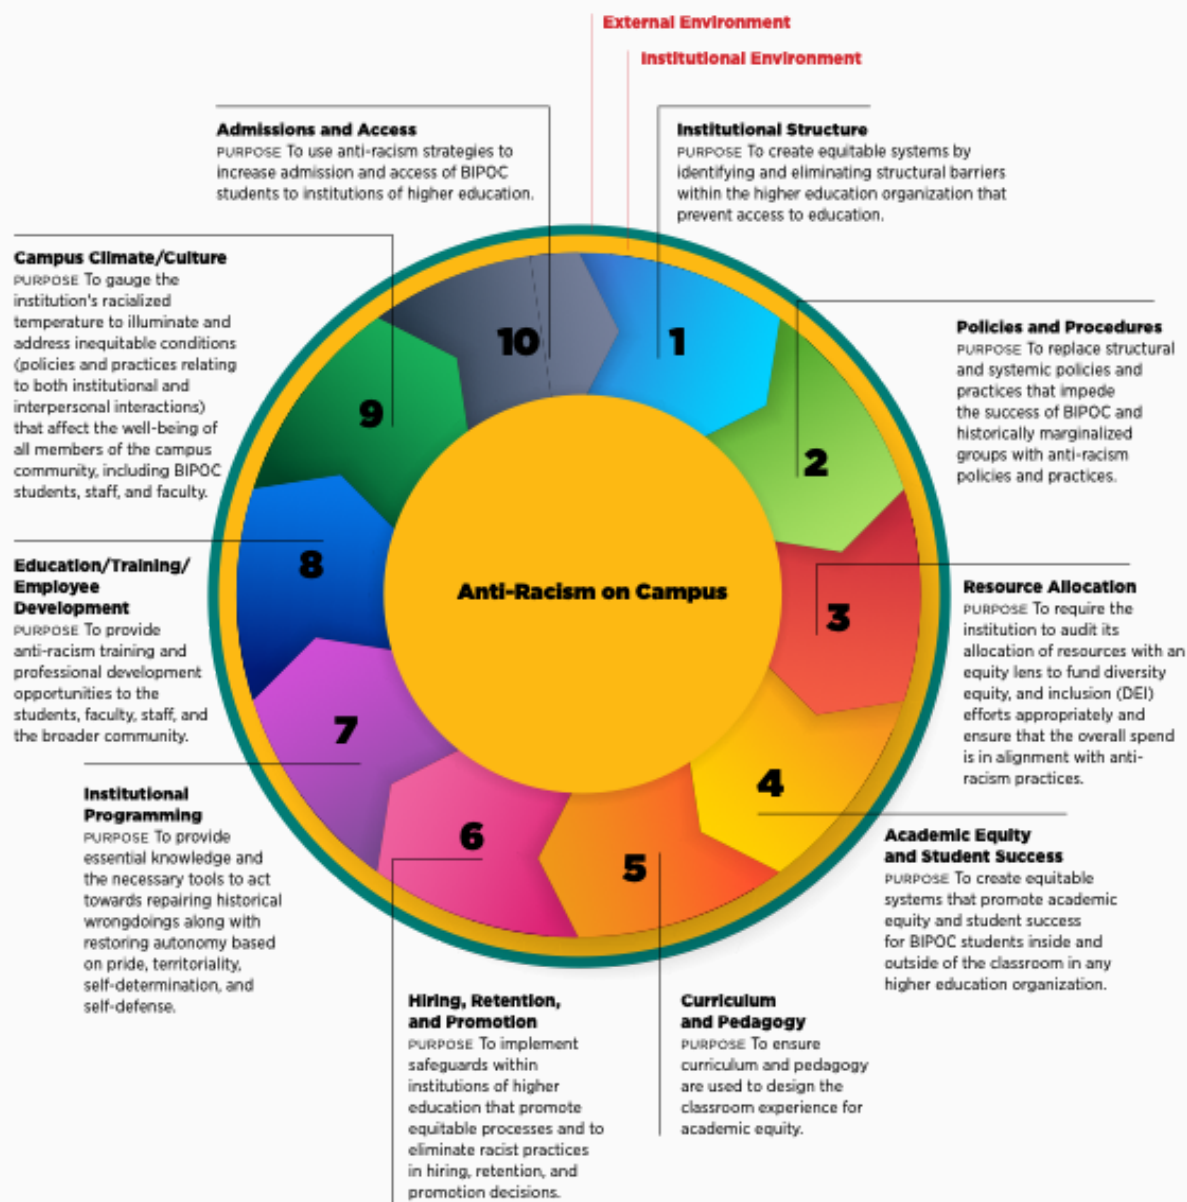 External Environment
Institutional Environment
Admissions and Access
PURPOSE To use anti-racism strategies to
increase admission and access of BIPOC
students to institutions of higher education.
Institutional Structure
PURPOSE To create equitable systems by
identifying and eliminating structural barriers
within the higher education organization that
prevent access to education.
Campus Climate/Culture
PURPOSE To gauge the
institution's racialized
temperature to illuminate and
address inequitable conditions
(policies and practices relating
to both institutional and
interpersonal interactions)
that affect the well-being of
all members of the campus
community, including BIPOC
students, staff, and faculty.
Policies and Procedures
PURPOSE To replace structural
and systemic policies and
practices that impede
the success of BIPOC and
historically marginalized
groups with anti-racism
policies and practices.
10
1
9
2
8
3
7
4
6
5
Anti-Racism on Campus
Education/Training/
Employee
Development
PURPOSE To provide
anti-racism training and
professional development
opportunities to the
students, faculty, staff, and
the broader community.
Resource Allocation
PURPOSE To require the
institution to audit its
allocation of resources with an
equity lens to fund diversity
equity, and inclusion (DEI)
efforts appropriately and
ensure that the overall spend
is in alignment with anti-
racism practices.
Institutional
Programming
PURPOSE To provide
essential knowledge and
the necessary tools to act
towards repairing historical
wrongdoings along with
restoring autonomy based
on pride, territoriality,
self-determination, and
self-defense.
Academic Equity
and Student Success
PURPOSE To create equitable
systems that promote academic
equity and student success
for BIPOC students inside and
outside of the classroom in any
higher education organization.
Hiring, Retention,
and Promotion
PURPOSE To implement
safeguards within
institutions of higher
education that promote
equitable processes and to
eliminate racist practices
in hiring, retention, and
promotion decisions.
Curriculum
and Pedagogy
PURPOSE To ensure
curriculum and pedagogy
are used to design the
classroom experience for
academic equity.